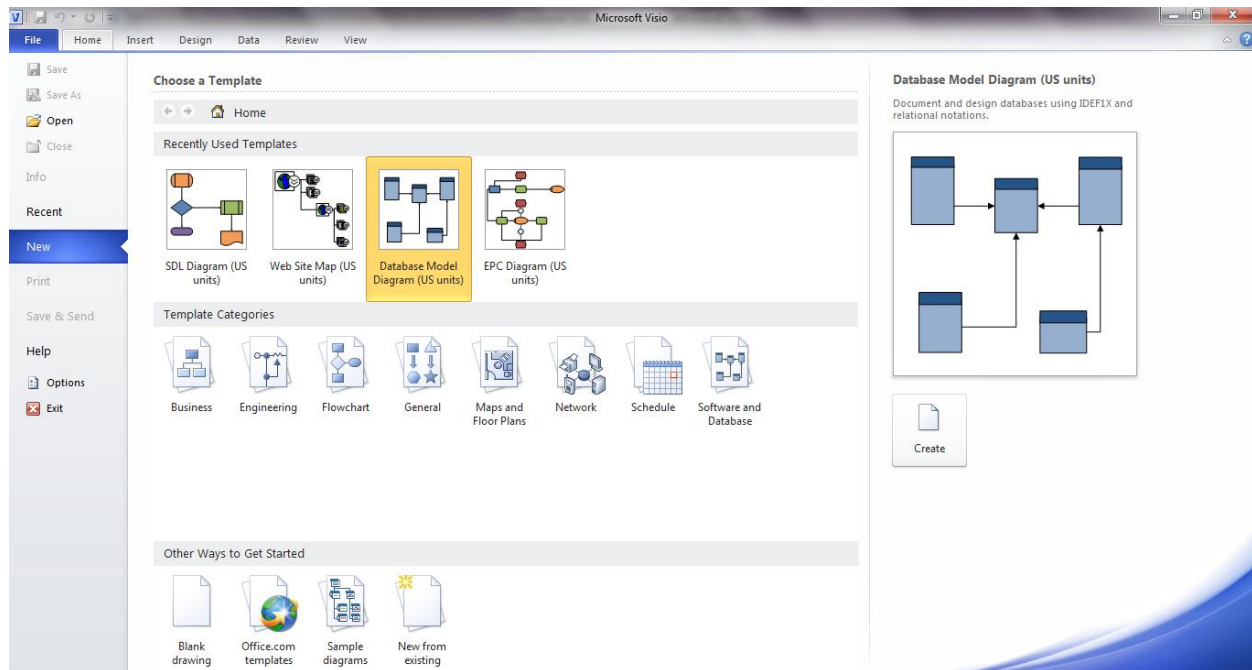 Microsoft Visio
File Home Insert Design Data Review View
Save
Save As
Open
Close
Info
Recent
New
Print
Save & Send
Help
Options
Exit
Choose a Template
Home
Recently Used Templates
SDL Diagram (US
units)
Web Site Map (US
units)
Database Model
Diagram (US units)
EPC Diagram (US
units)
Template Categories
Business
Engineering
Flowchart
General
Maps and
Floor Plans
Network
Schedule
Software and
Database
Other Ways to Get Started
Blank
drawing
Office.com
templates
Sample
diagrams
New from
existing
Database Model Diagram (US units)
Document and design databases using IDEF1X and
relational notations.
Create